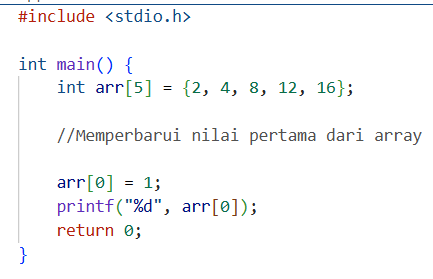 #include <stdio.h>
int main() {
int arr[5] = {2, 4, 8, 12, 16};
//Memperbarui nilai pertama dari array
arr[0] = 1;
printf("%d", arr[0]);
return 0;
}